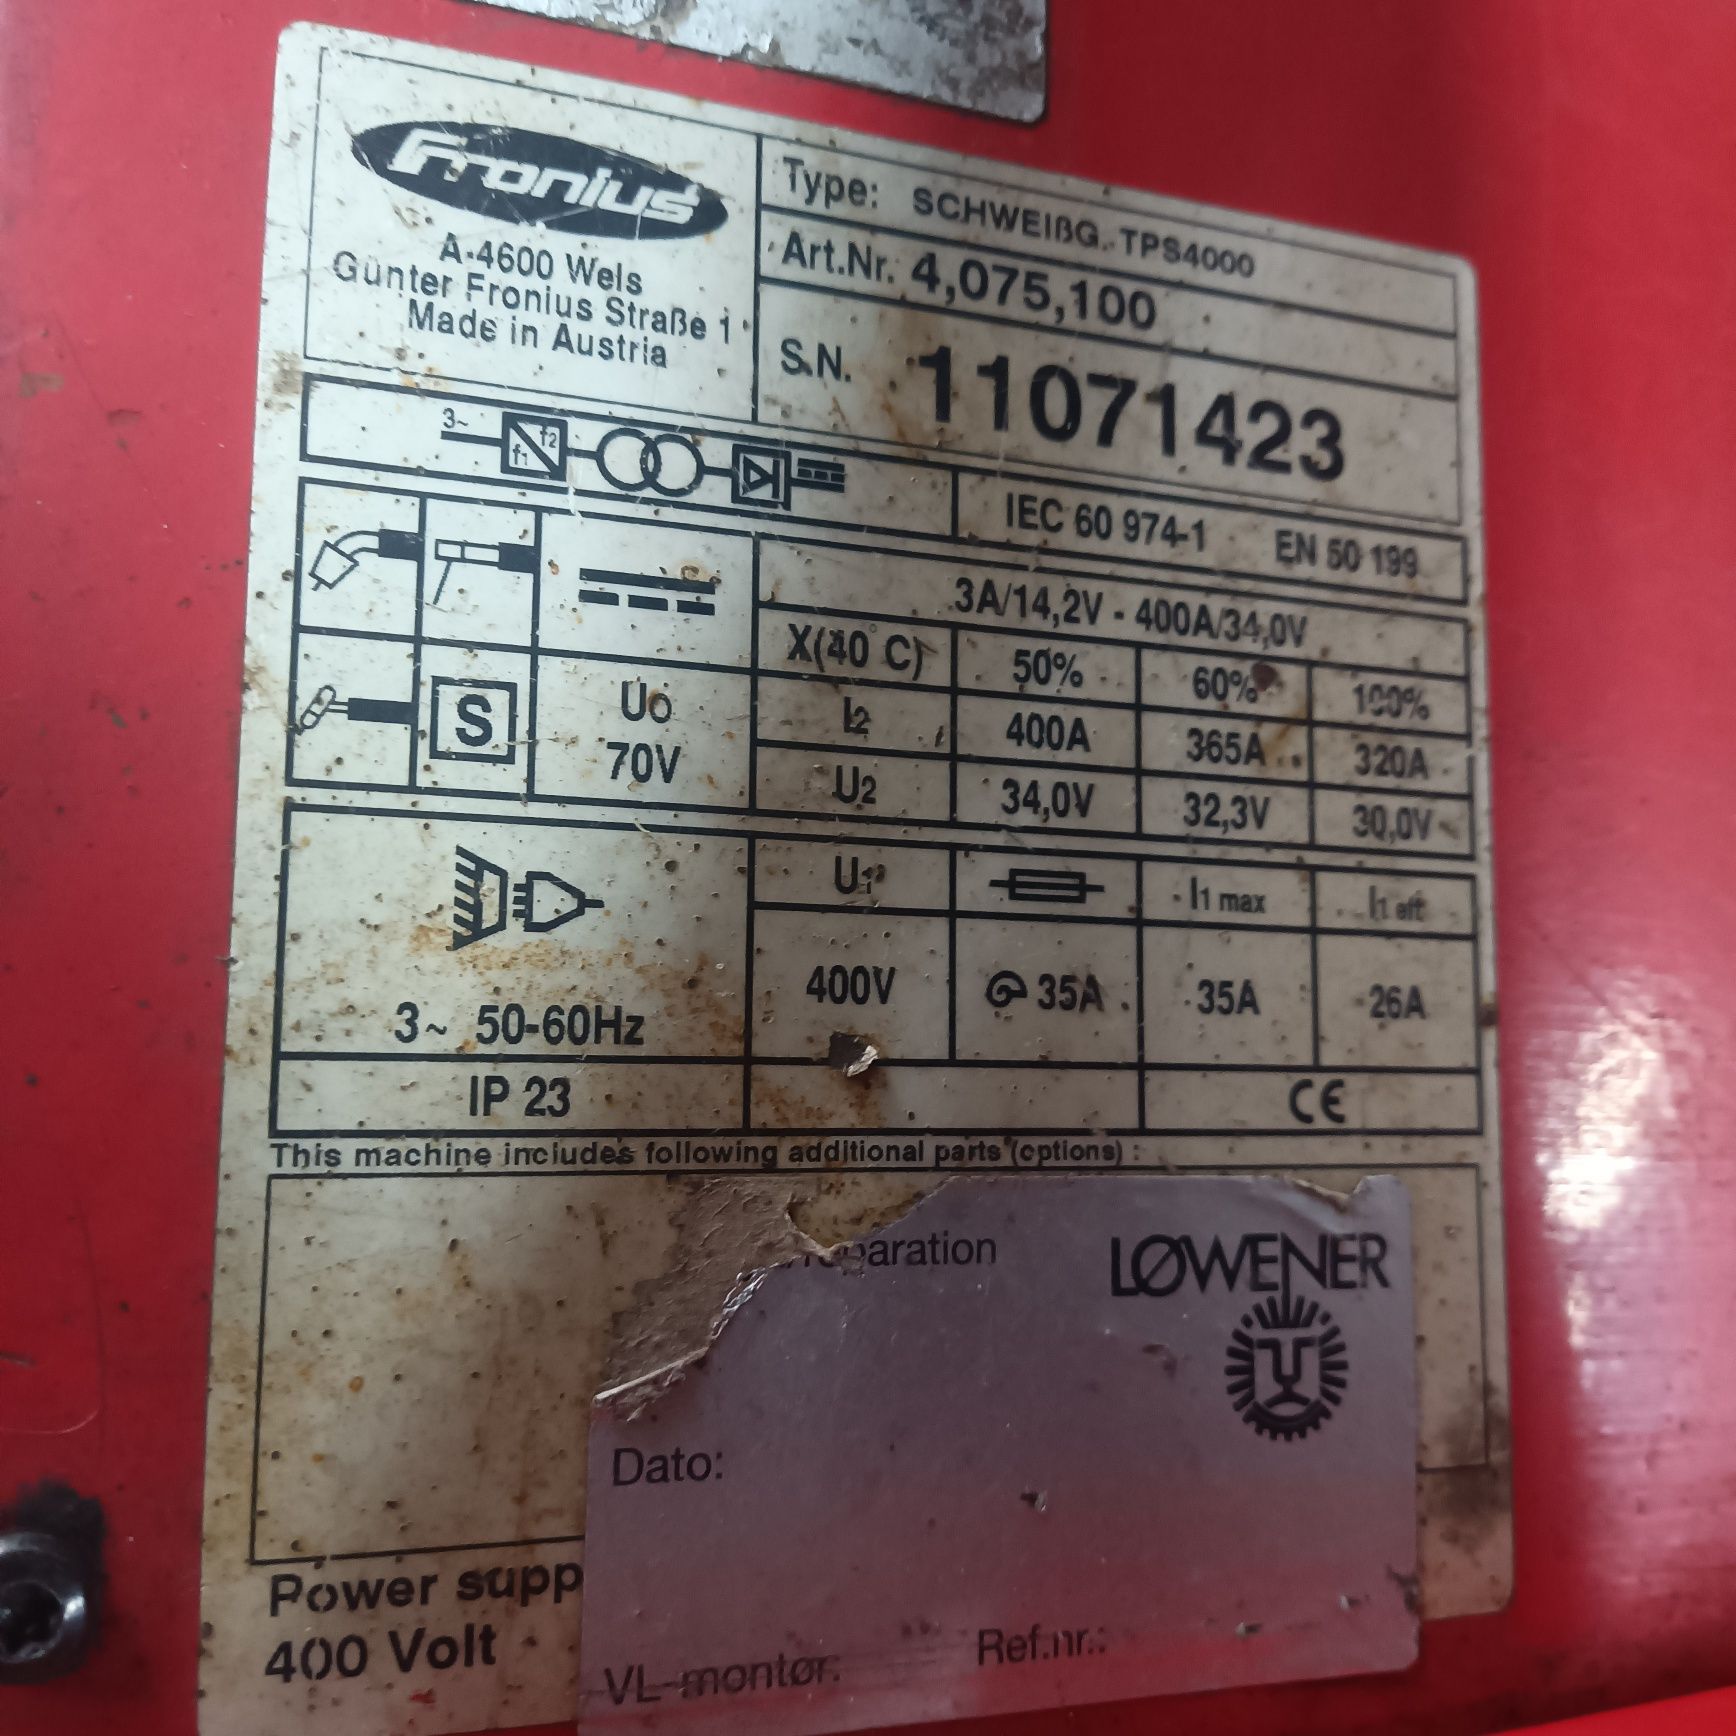 Fronius
A-4600 Wels
Günter Fronius Straße 1
Made in Austria
Type: SCHWEIßG. TPS4000
Art.Nr. 4,075,100
S.N. 11071423
3~ f1 f2
IEC 60 974-1 EN 50 199
3A/14,2V - 400A/34,0V
X(40°C) 50% 60% 100%
I2 400A 365A 320A
U2 34,0V 32,3V 30,0V
S
U0
70V
U1 I1 max I1 eff
3~ 50-60Hz
400V 35A 35A 26A
IP 23 CE
This machine includes following additional parts (options) :
LØWENER
Dato:
Power supp
400 Volt
VL-montør: Ref.nr.: